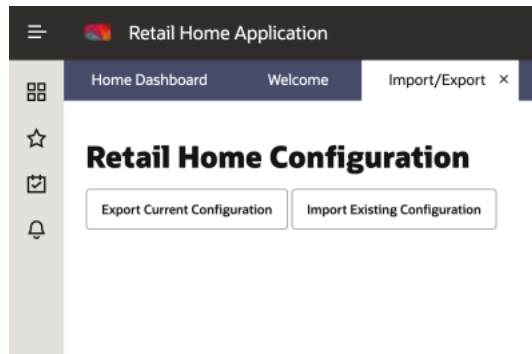 Retail Home Application
Home Dashboard Welcome Import/Export ×
Retail Home Configuration
Export Current Configuration Import Existing Configuration